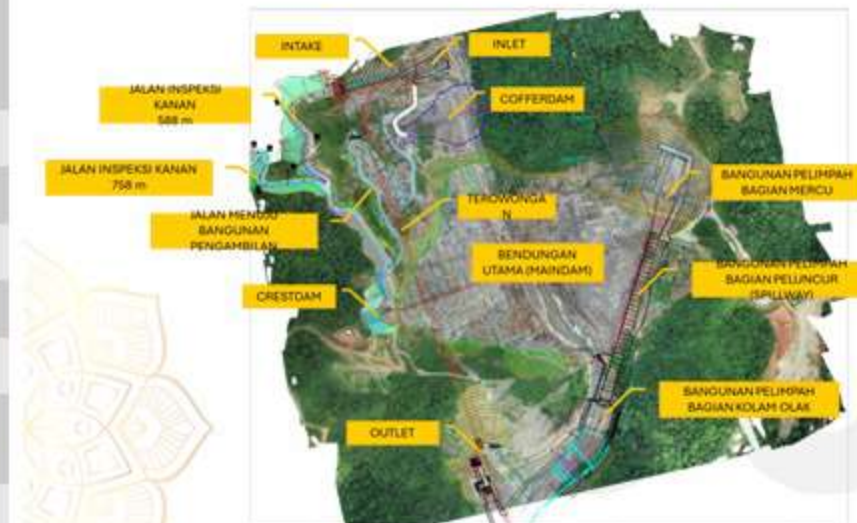 INTAKE
INLET
JALAN INSPEKSI
KANAN
588 m
COFFERDAM
JALAN INSPEKSI KANAN
758 m
BANGUNAN PELIMPAH
BAGIAN MERCU
JALAN MENUJU
BANGUNAN
PENGAMBILAN
TEROWONGA
N
BENDUNGAN
UTAMA (MAINDAM)
BANGUNAN PELIMPAH
BAGIAN PELUNCUR
(SPILLWAY)
CRESTDAM
BANGUNAN PELIMPAH
BAGIAN KOLAM OLAK
OUTLET